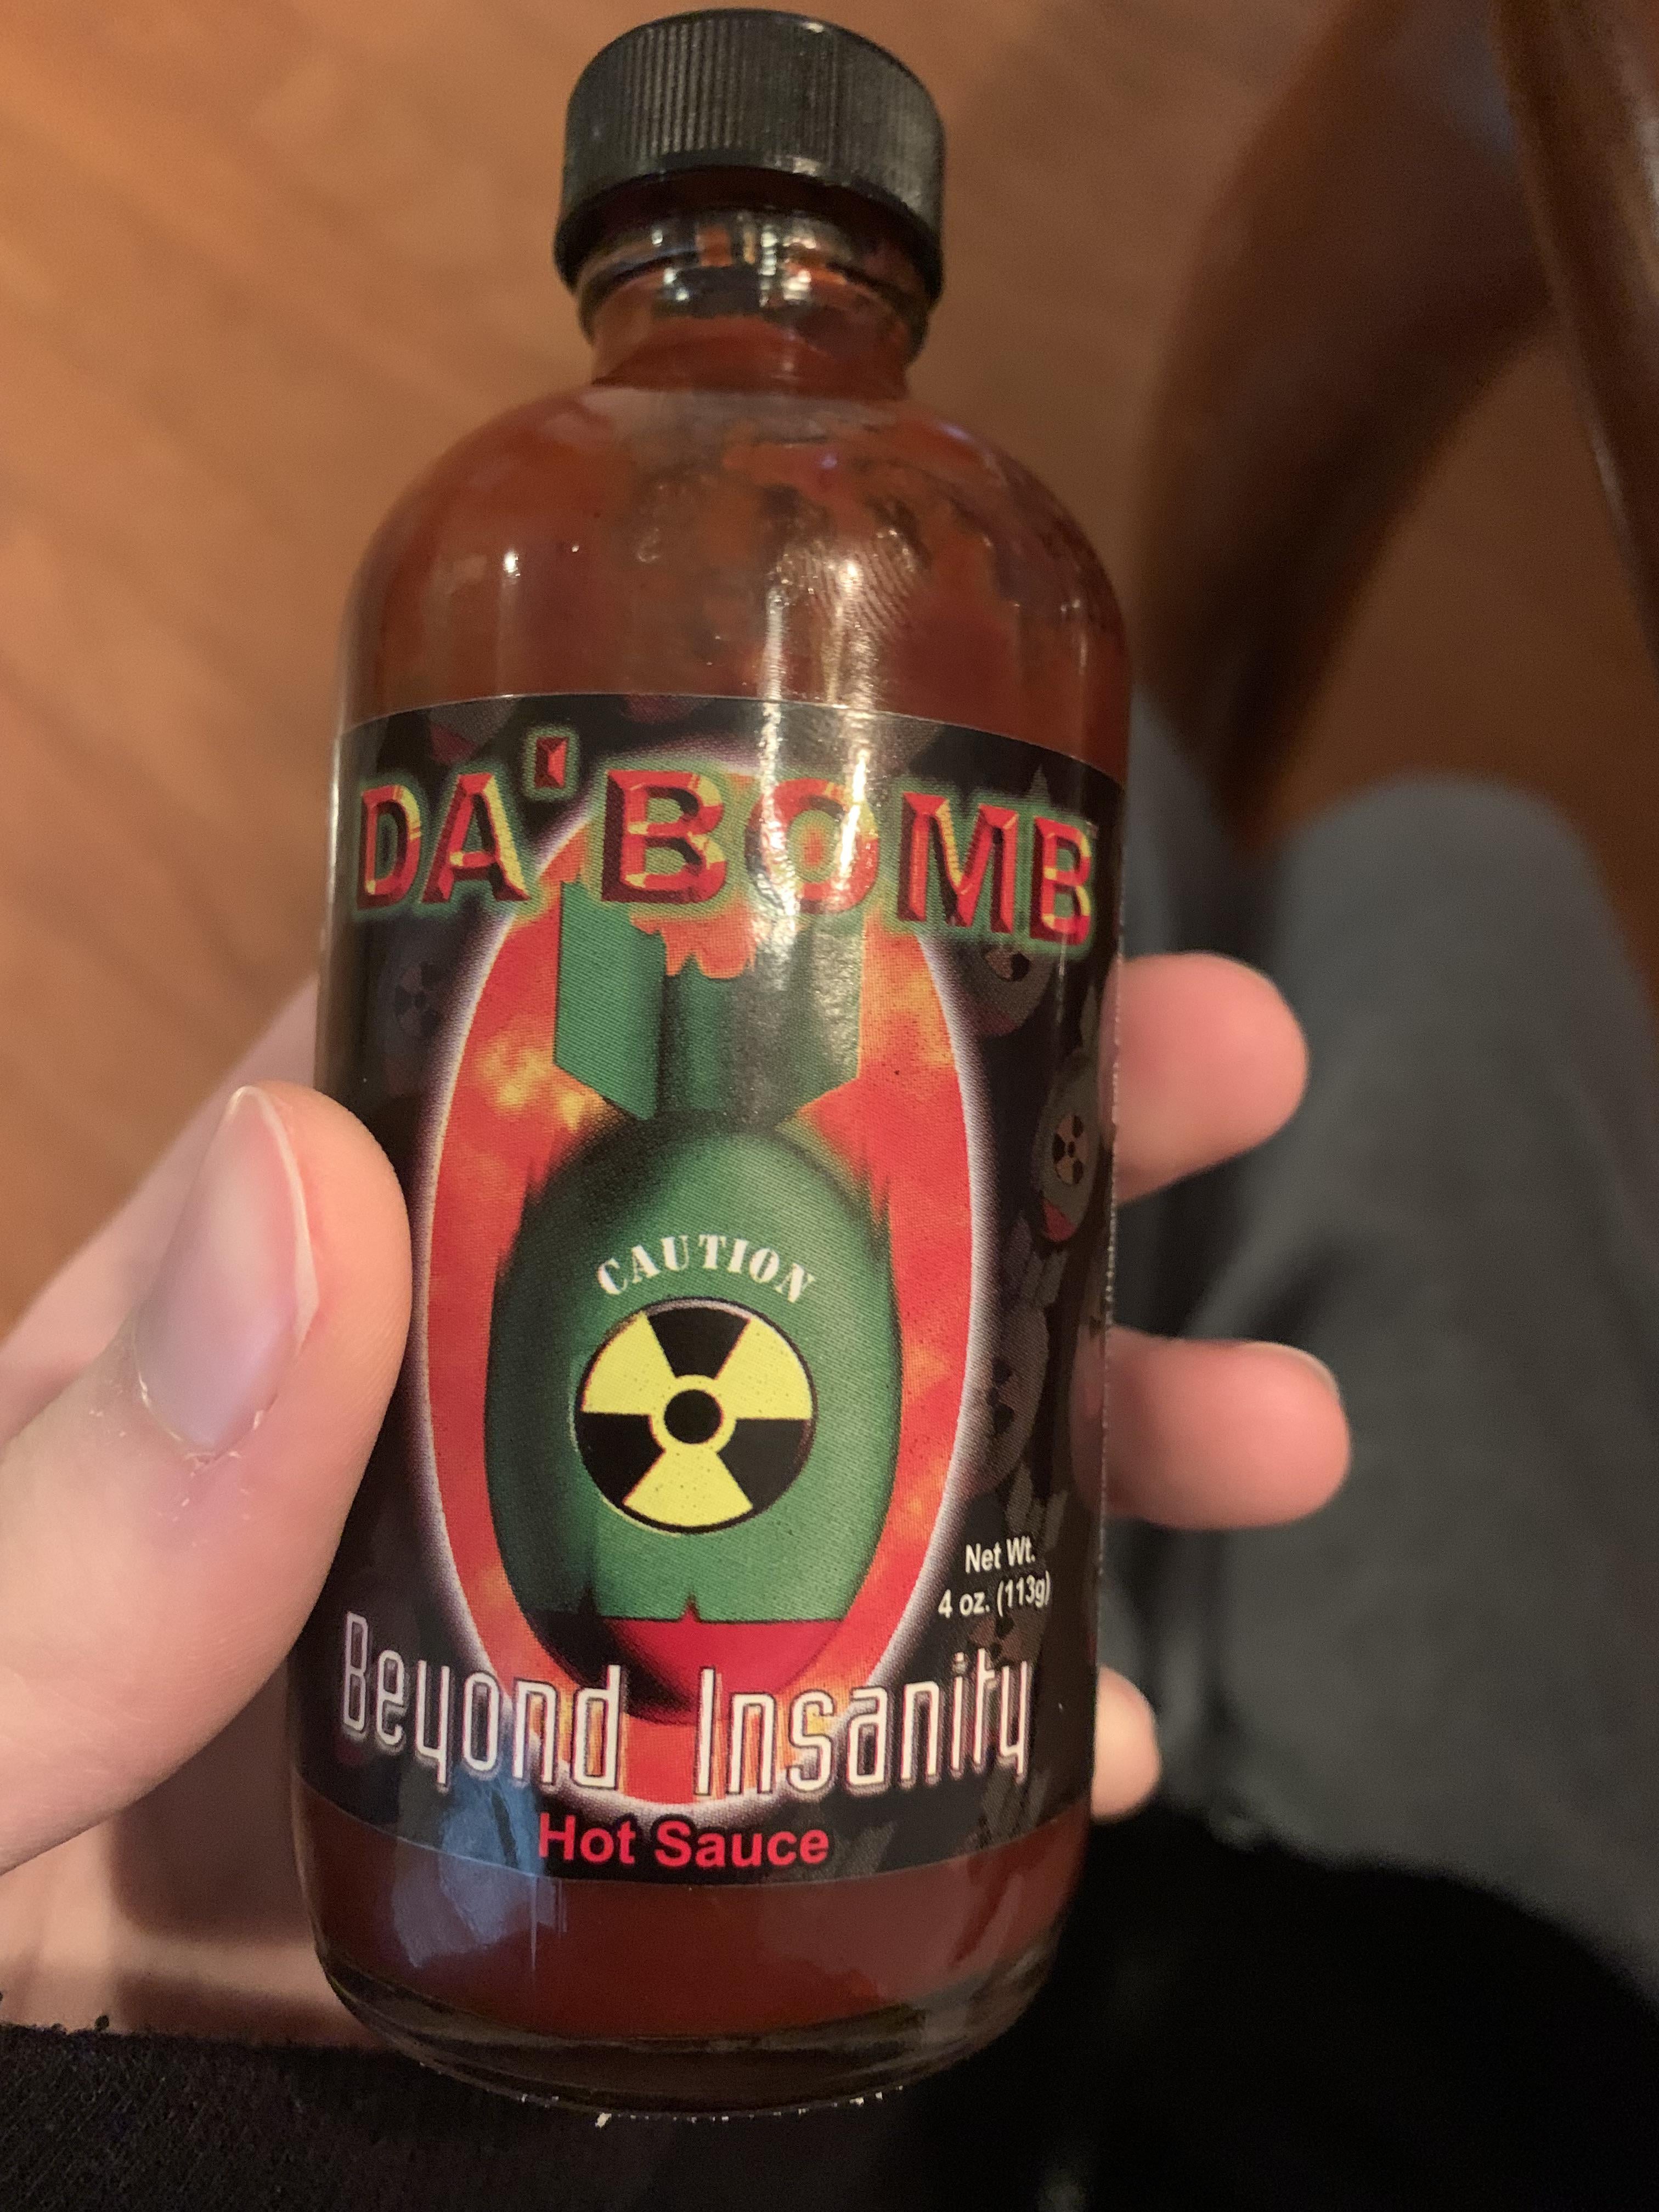 DA'BOMB
CAUTION
Net Wt.
4 oz. (113g)
Beyond Insanity
Hot Sauce